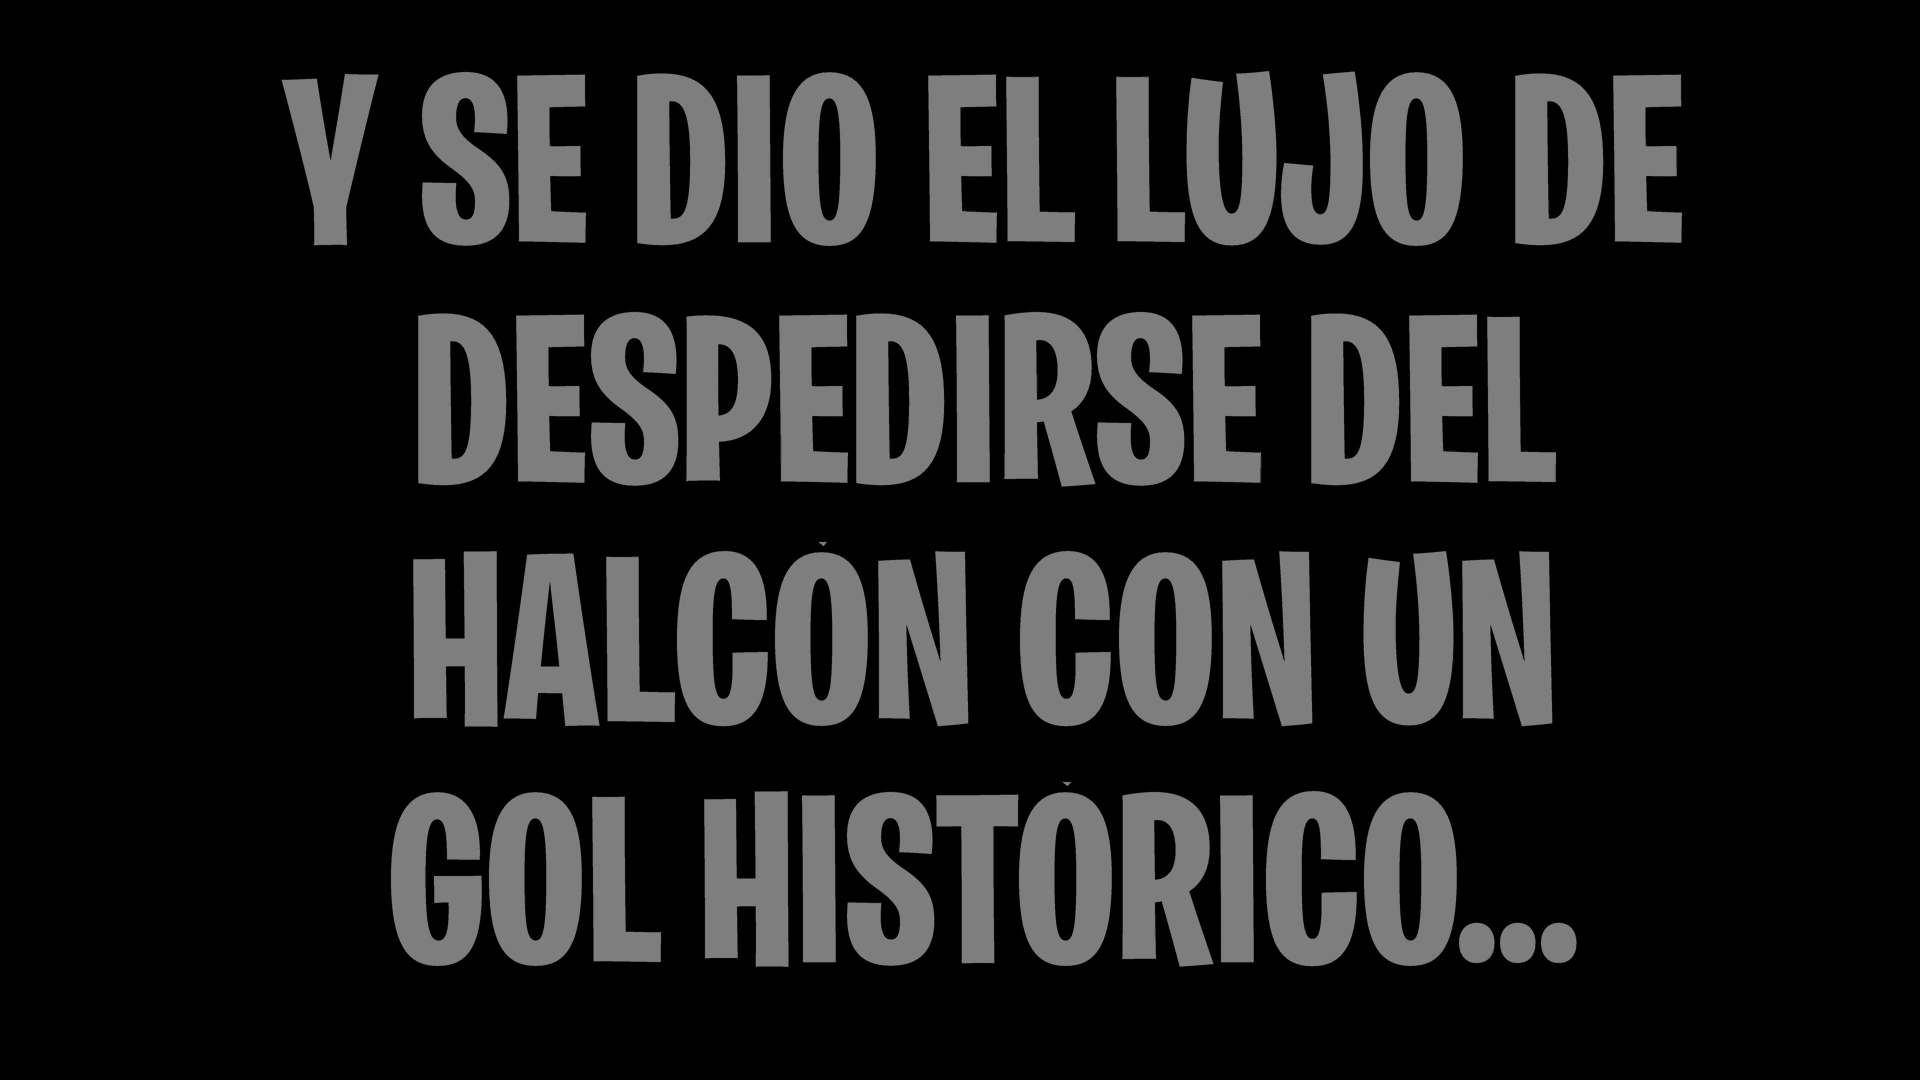 Y SE DIO EL LUJO DE
DESPEDIRSE DEL
HALCÓN CON UN
GOL HISTÓRICO...